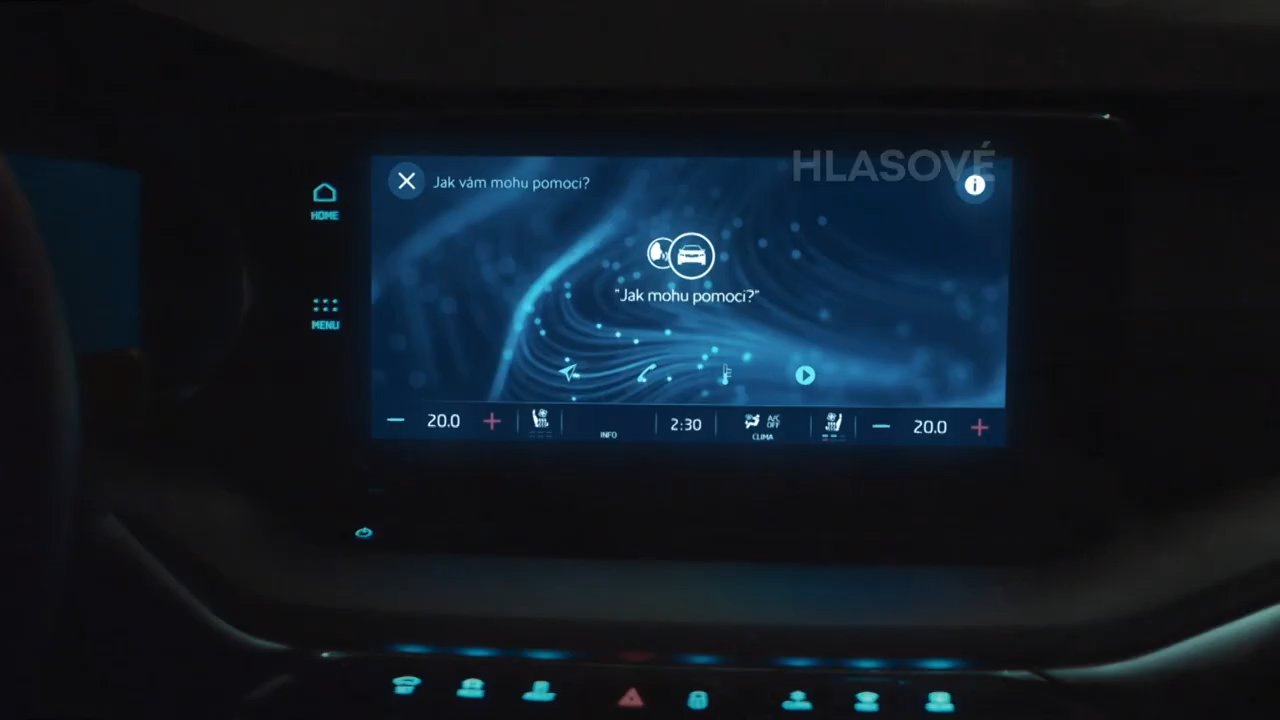 HLASOVÉ
Jak vám mohu pomoci?
i
HOME
"Jak mohu pomoci?"
MENU
20.0
INFO
2:30
A/C
OFF
CLIMA
20.0